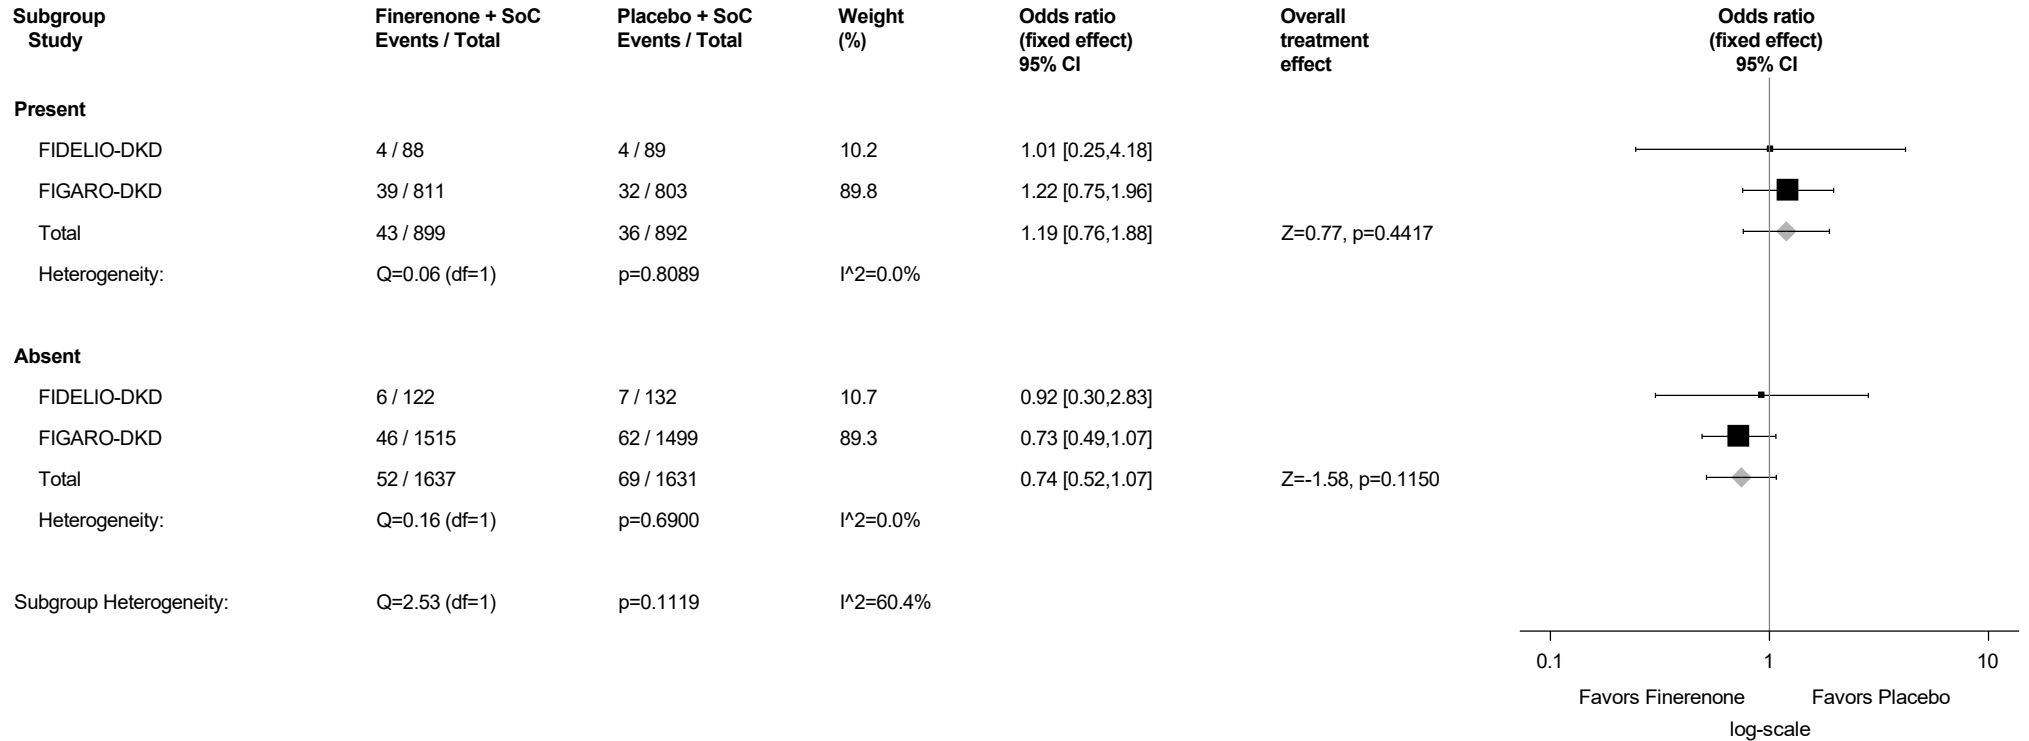 Subgroup Finerenone + SoC Placebo + SoC Weight Odds ratio Overall Odds ratio
Study Events / Total Events / Total (%) (fixed effect) treatment (fixed effect)
95% CI effect 95% CI
Present
FIDELIO-DKD 4 / 88 4 / 89 10.2 1.01 [0.25,4.18]
FIGARO-DKD 39 / 811 32 / 803 89.8 1.22 [0.75,1.96]
Total 43 / 899 36 / 892 1.19 [0.76,1.88] Z=0.77, p=0.4417
Heterogeneity: Q=0.06 (df=1) p=0.8089 I^2=0.0%
Absent
FIDELIO-DKD 6 / 122 7 / 132 10.7 0.92 [0.30,2.83]
FIGARO-DKD 46 / 1515 62 / 1499 89.3 0.73 [0.49,1.07]
Total 52 / 1637 69 / 1631 0.74 [0.52,1.07] Z=-1.58, p=0.1150
Heterogeneity: Q=0.16 (df=1) p=0.6900 I^2=0.0%
Subgroup Heterogeneity: Q=2.53 (df=1) p=0.1119 I^2=60.4%
0.1 1 10
Favors Finerenone Favors Placebo
log-scale